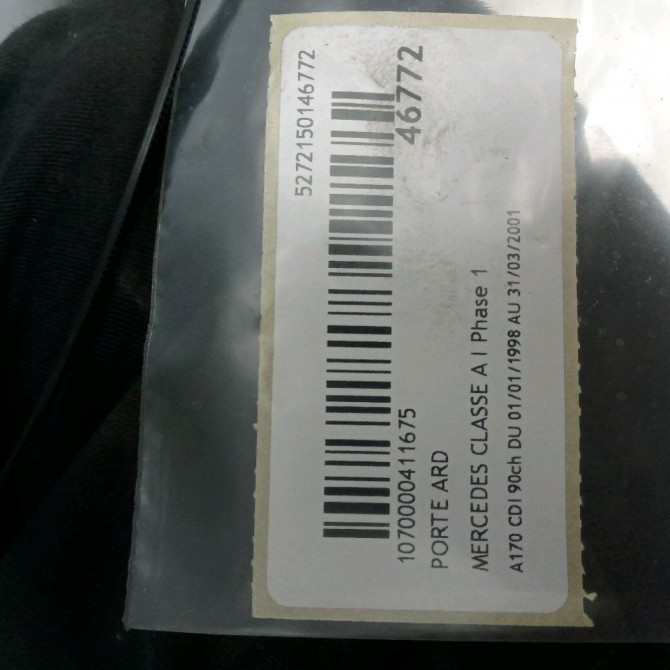 5272150146772
46772
1070000411675
PORTE ARD
MERCEDES CLASSE A I Phase 1
A170 CDI 90ch DU 01/01/1998 AU 31/03/2001